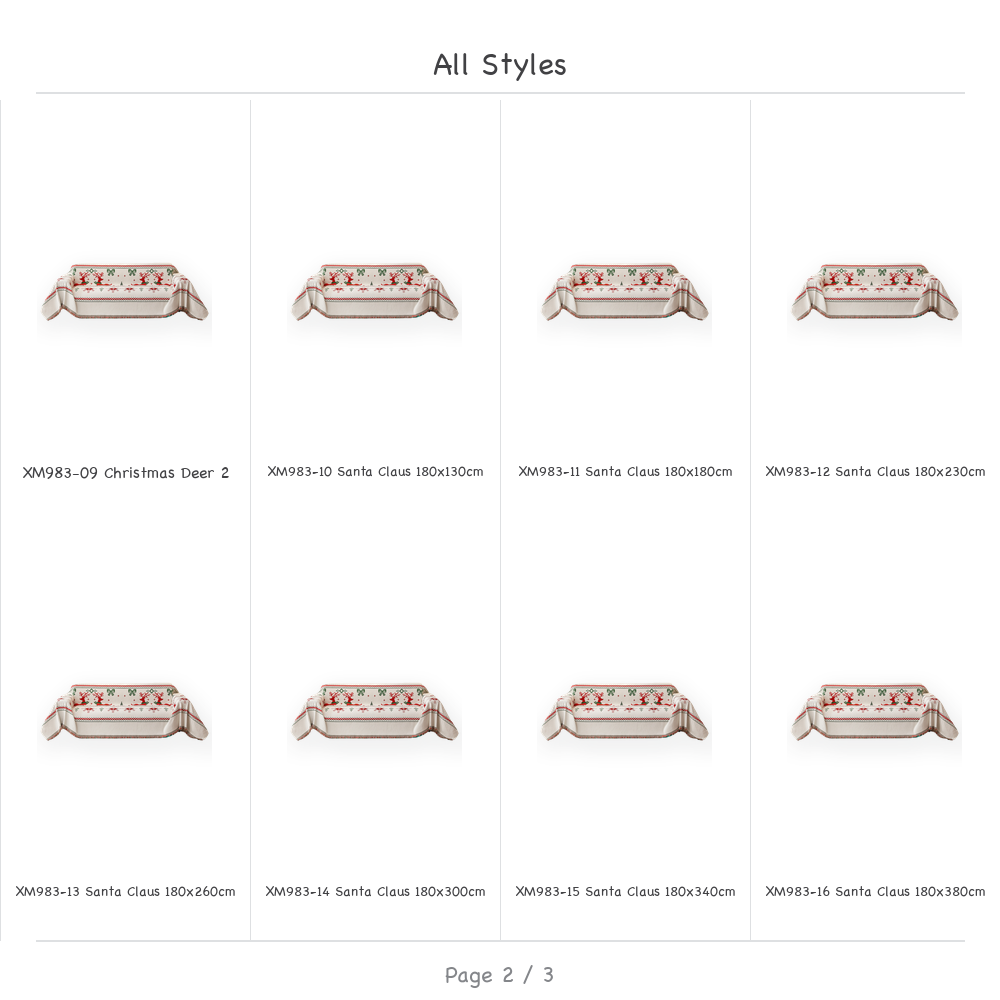 All Styles
XM983-09 Christmas Deer 2
XM983-10 Santa Claus 180x130cm
XM983-11 Santa Claus 180x180cm
XM983-12 Santa Claus 180x230cm
XM983-13 Santa Claus 180x260cm
XM983-14 Santa Claus 180x300cm
XM983-15 Santa Claus 180x340cm
XM983-16 Santa Claus 180x380cm
Page 2 / 3